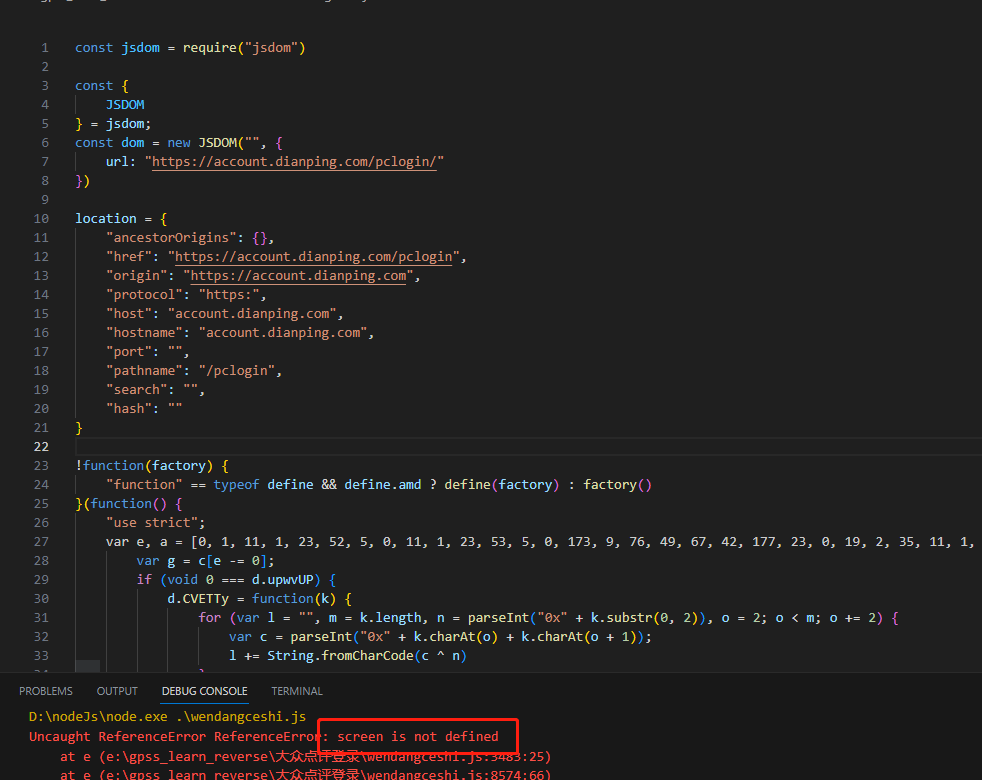 1 const jsdom = require("jsdom")
2
3 const {
4 JSDOM
5 } = jsdom;
6 const dom = new JSDOM("", {
7 url: "https://account.dianping.com/pclogin/"
8 })
9
10 location = {
11 "ancestorOrigins": {},
12 "href": "https://account.dianping.com/pclogin",
13 "origin": "https://account.dianping.com",
14 "protocol": "https:",
15 "host": "account.dianping.com",
16 "hostname": "account.dianping.com",
17 "port": "",
18 "pathname": "/pclogin",
19 "search": "",
20 "hash": ""
21 }
22
23 !function(factory) {
24 "function" == typeof define && define.amd ? define(factory) : factory()
25 }(function() {
26 "use strict";
27 var e, a = [0, 1, 11, 1, 23, 52, 5, 0, 11, 1, 23, 53, 5, 0, 173, 9, 76, 49, 67, 42, 177, 23, 0, 19, 2, 35, 11, 1,
28 var g = c[e -= 0];
29 if (void 0 === d.upwvUP) {
30 d.CVETTy = function(k) {
31 for (var l = "", m = k.length, n = parseInt("0x" + k.substr(0, 2)), o = 2; o < m; o += 2) {
32 var c = parseInt("0x" + k.charAt(o) + k.charAt(o + 1));
33 l += String.fromCharCode(c ^ n)
PROBLEMS OUTPUT DEBUG CONSOLE TERMINAL
D:\nodeJs\node.exe .\wendangceshi.js
Uncaught ReferenceError ReferenceError: screen is not defined
at e (e:\gpss_learn_reverse\大众点评登录\wendangceshi.js:3483:25)
at e (e:\gpss_learn_reverse\大众点评登录\wendangceshi.js:8574:66)